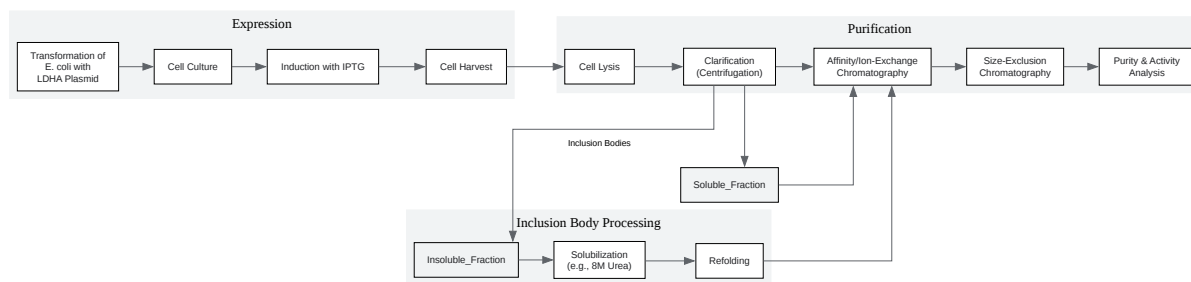 Expression
Transformation of
E. coli with
LDHA Plasmid
Cell Culture
Induction with IPTG
Cell Harvest
Purification
Cell Lysis
Clarification
(Centrifugation)
Affinity/Ion-Exchange
Chromatography
Size-Exclusion
Chromatography
Purity & Activity
Analysis
Inclusion Bodies
Soluble_Fraction
Inclusion Body Processing
Insoluble_Fraction
Solubilization
(e.g., 8M Urea)
Refolding